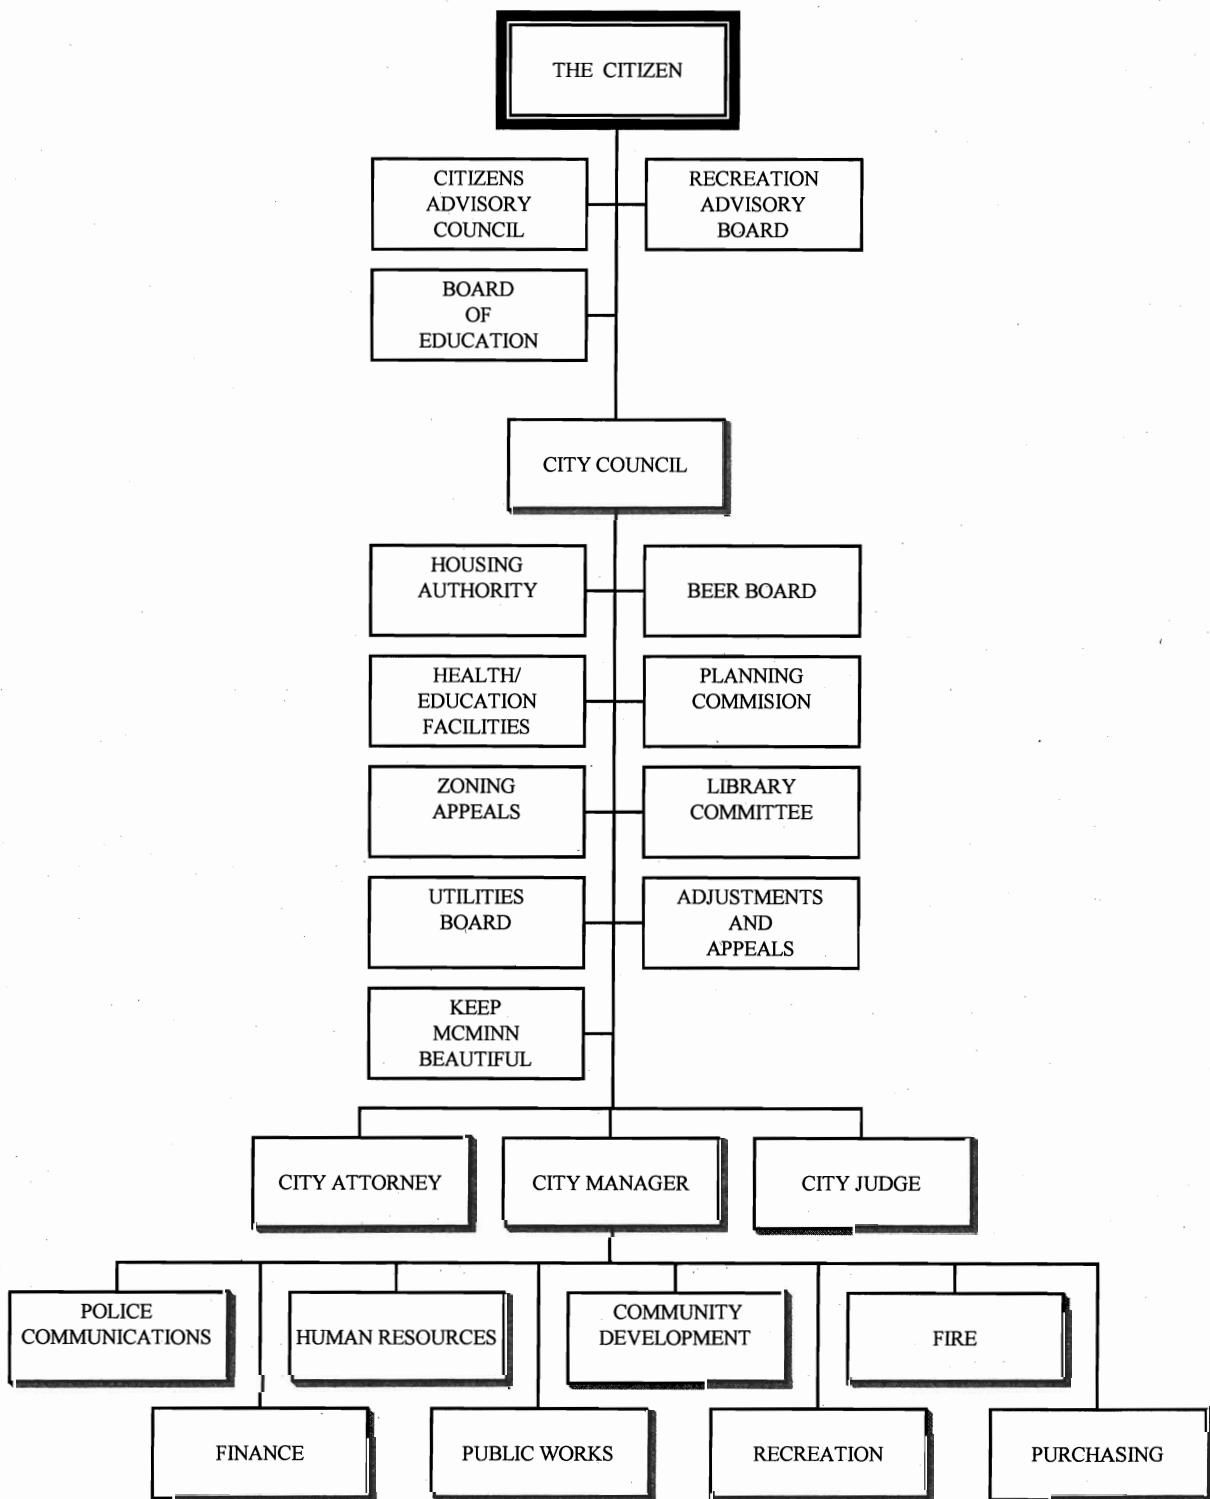 THE CITIZEN
CITIZENS
ADVISORY
COUNCIL
RECREATION
ADVISORY
BOARD
BOARD
OF
EDUCATION
CITY COUNCIL
HOUSING
AUTHORITY
BEER BOARD
HEALTH/
EDUCATION
FACILITIES
PLANNING
COMMISION
ZONING
APPEALS
LIBRARY
COMMITTEE
UTILITIES
BOARD
ADJUSTMENTS
AND
APPEALS
KEEP
MCMINN
BEAUTIFUL
CITY ATTORNEY
CITY MANAGER
CITY JUDGE
POLICE
COMMUNICATIONS
HUMAN RESOURCES
COMMUNITY
DEVELOPMENT
FIRE
FINANCE
PUBLIC WORKS
RECREATION
PURCHASING